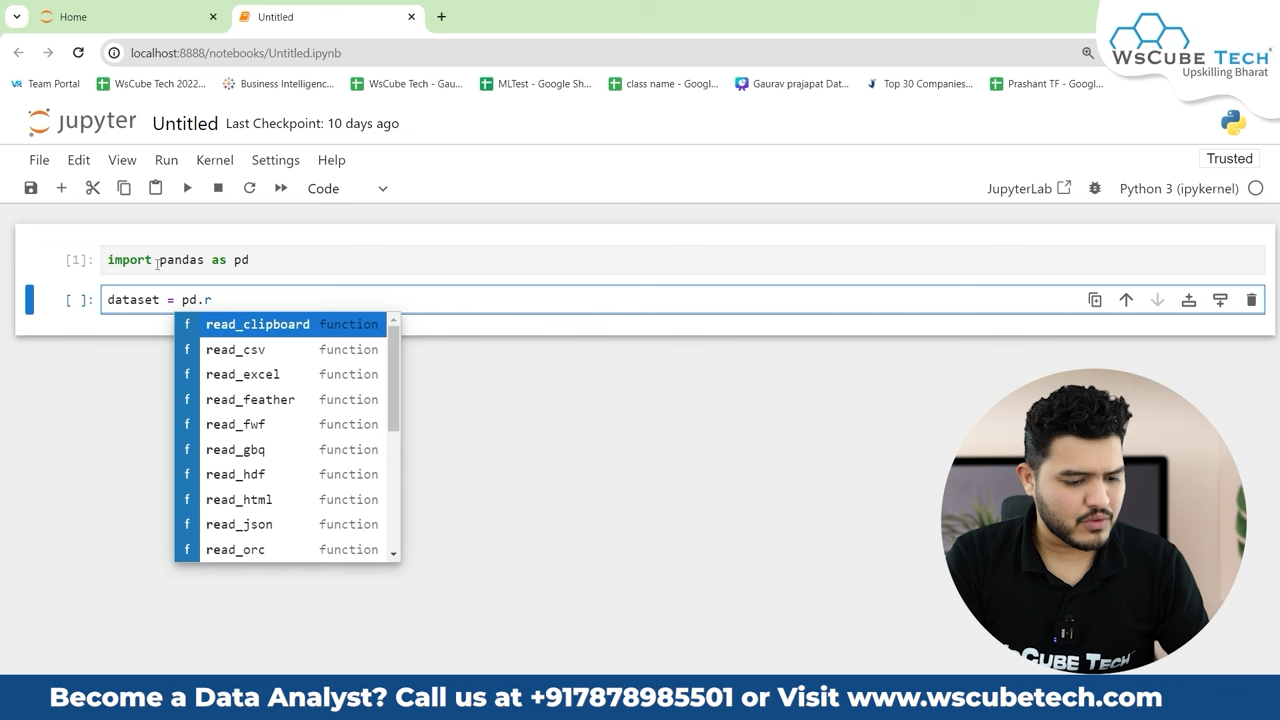 Home
Untitled
localhost:8888/notebooks/Untitled.ipynb
WsCube Tech
Upskilling Bharat
VR Team Portal
WsCube Tech 2022...
Business Intelligenc...
WsCube Tech - Gau...
MLTest - Google Sh...
class name - Googl...
Gaurav prajapat Dat...
Top 30 Companies...
Prashant TF - Googl...
jupyter Untitled Last Checkpoint: 10 days ago
File Edit View Run Kernel Settings Help
Trusted
Code
JupyterLab
Python 3 (ipykernel)
[1]: import pandas as pd
[ ]: dataset = pd.r
f read_clipboard function
f read_csv function
f read_excel function
f read_feather function
f read_fwf function
f read_gbq function
f read_hdf function
f read_html function
f read_json function
f read_orc function
CUBE TECH
Become a Data Analyst? Call us at +917878985501 or Visit www.wscubetech.com